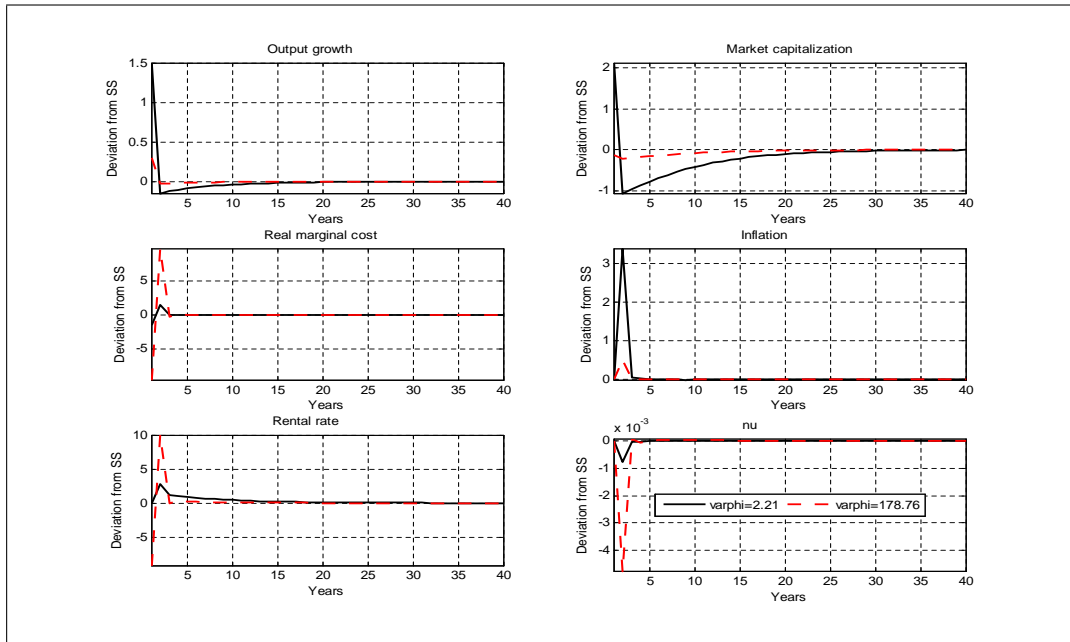 Output growth
Deviation from SS
1.5
1
0.5
0
5 10 15 20 25 30 35 40
Years
Market capitalization
Deviation from SS
2
1
0
-1
5 10 15 20 25 30 35 40
Years
Real marginal cost
Deviation from SS
5
0
-5
5 10 15 20 25 30 35 40
Years
Inflation
Deviation from SS
3
2
1
0
5 10 15 20 25 30 35 40
Years
Rental rate
Deviation from SS
10
5
0
-5
5 10 15 20 25 30 35 40
Years
nu
x 10-3
Deviation from SS
0
-1
-2
-3
-4
varphi=2.21 varphi=178.76
5 10 15 20 25 30 35 40
Years